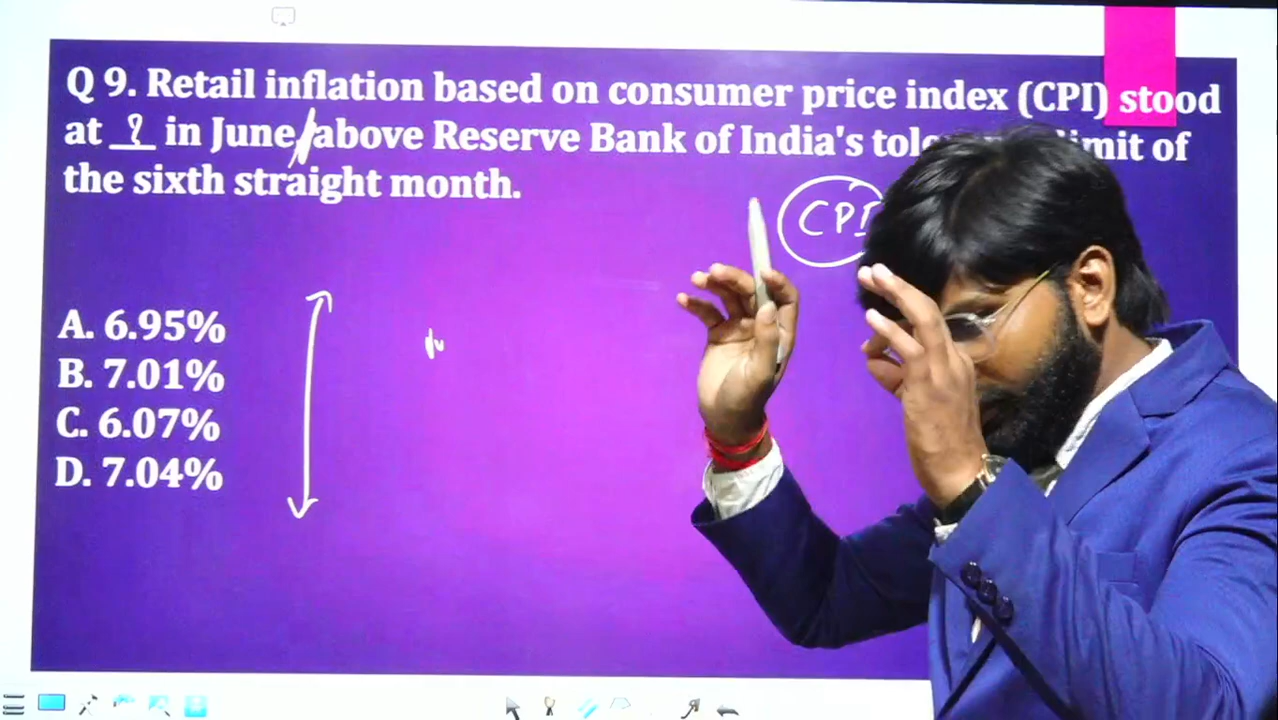 Q 9. Retail inflation based on consumer price index (CPI) stood
at ? in June, above Reserve Bank of India's limit of
the sixth straight month.
CPI
A. 6.95%
B. 7.01%
C. 6.07%
D. 7.04%